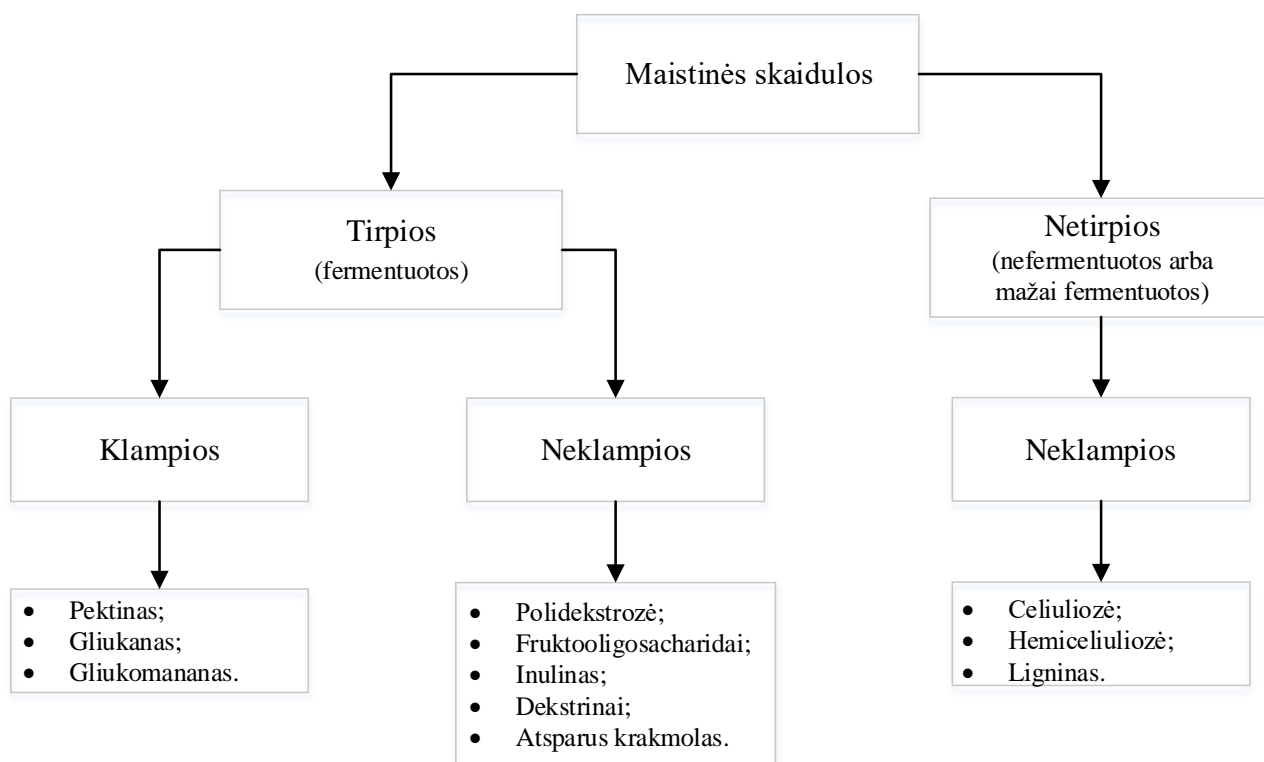 Maistinės skaidulos
Tirpios
(fermentuotos)
Netirpios
(nefermentuotos arba
mažai fermentuotos)
Klampios
Neklampios
Neklampios
• Pektinas;
• Gliukanas;
• Gliukomananas.
• Polidekstrozė;
• Fruktooligosacharidai;
• Inulinas;
• Dekstrinai;
• Atsparus krakmolas.
• Celiuliozė;
• Hemiceliuliozė;
• Ligninas.